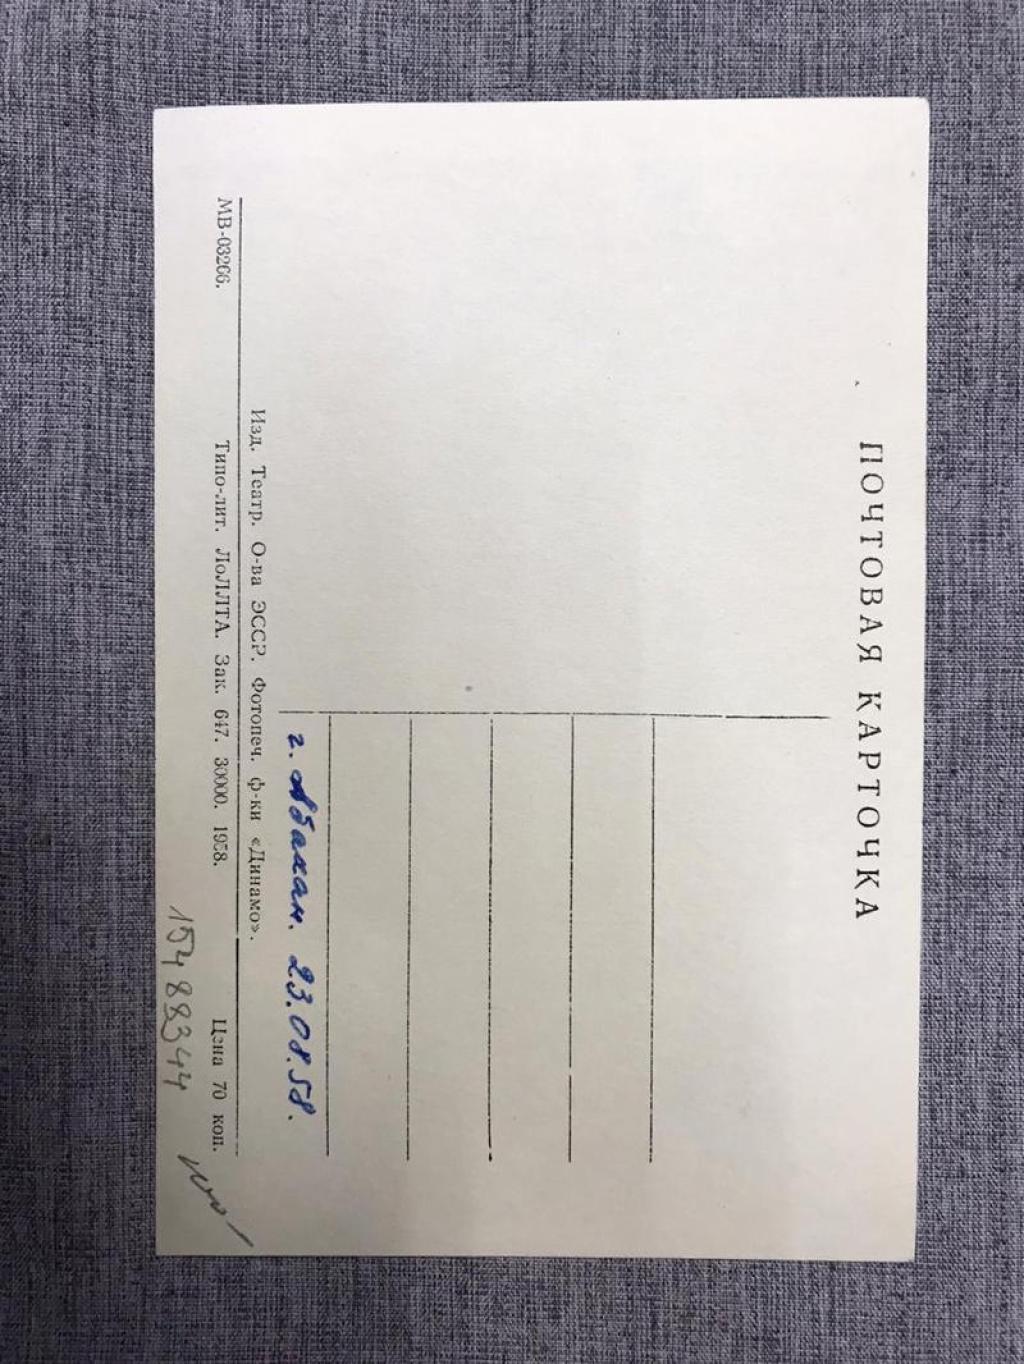 ПОЧТОВАЯ КАРТОЧКА
г. Абакан. 23.08.58.
Изд. Театр. О-ва ЭССР. Фотопеч. ф-ки «Динамо».
МВ-03266. Типо-лит. ЛоЛЛТА. Зак. 647. 30000. 1958. Цена 70 коп.
15488344